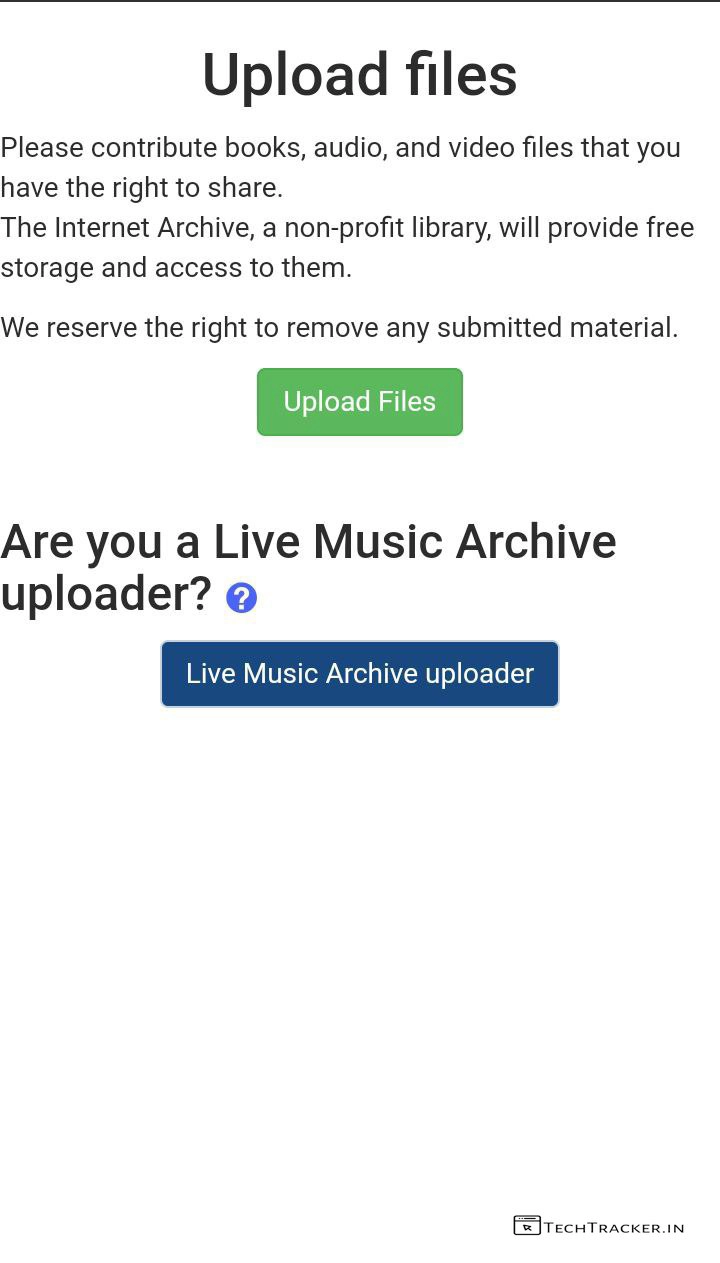 Upload files
Please contribute books, audio, and video files that you
have the right to share.
The Internet Archive, a non-profit library, will provide free
storage and access to them.
We reserve the right to remove any submitted material.
Upload Files
Are you a Live Music Archive
uploader? ?
Live Music Archive uploader
TECHTRACKER.IN